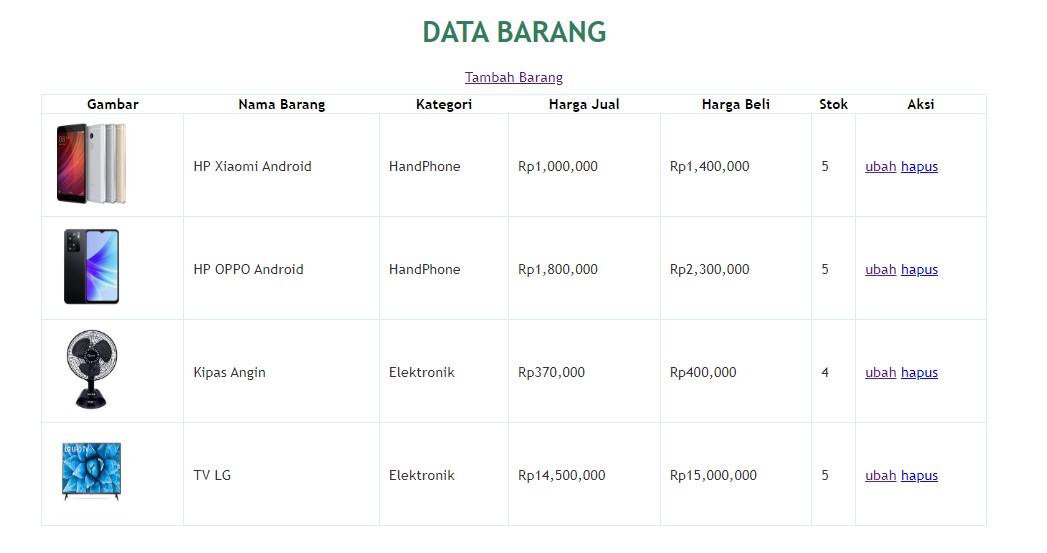 DATA BARANG
Tambah Barang
Gambar Nama Barang Kategori Harga Jual Harga Beli Stok Aksi
HP Xiaomi Android HandPhone Rp1,000,000 Rp1,400,000 5 ubah hapus
HP OPPO Android HandPhone Rp1,800,000 Rp2,300,000 5 ubah hapus
Kipas Angin Elektronik Rp370,000 Rp400,000 4 ubah hapus
TV LG Elektronik Rp14,500,000 Rp15,000,000 5 ubah hapus